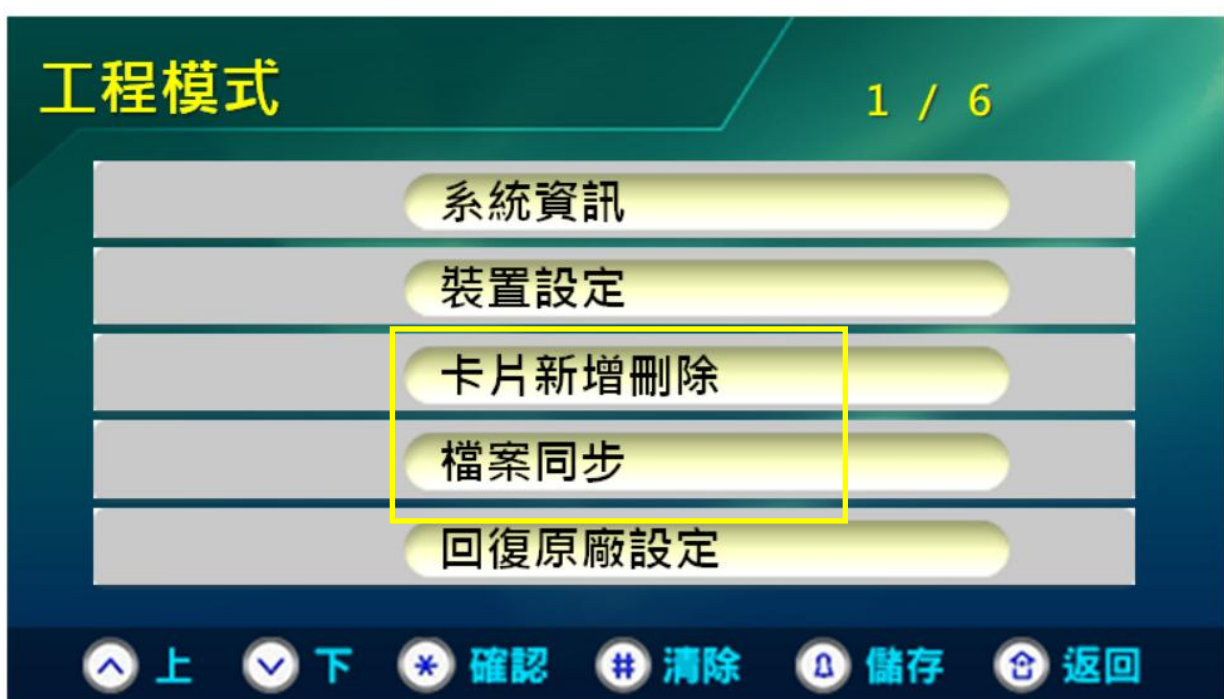 工程模式
1 / 6
系統資訊
裝置設定
卡片新增刪除
檔案同步
回復原廠設定
上 下 * 確認 # 清除 儲存 返回